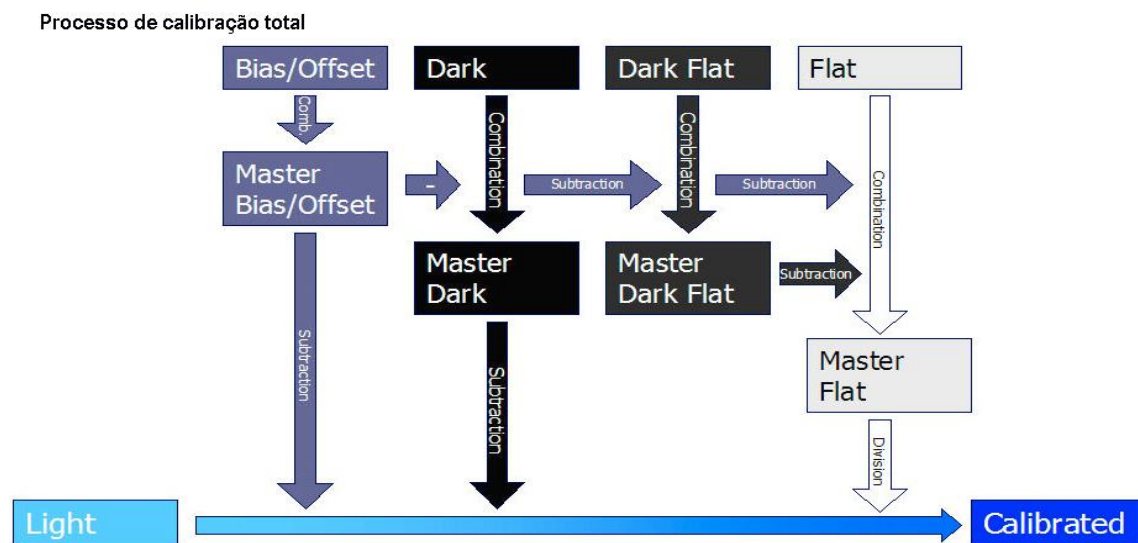 Processo de calibração total
Bias/Offset
Dark
Dark Flat
Flat
Comb.
Combination
Combination
Combination
Master
Bias/Offset
-
Subtraction
Subtraction
Master
Dark
Master
Dark Flat
Subtraction
Master
Flat
Subtraction
Subtraction
Division
Light
Calibrated